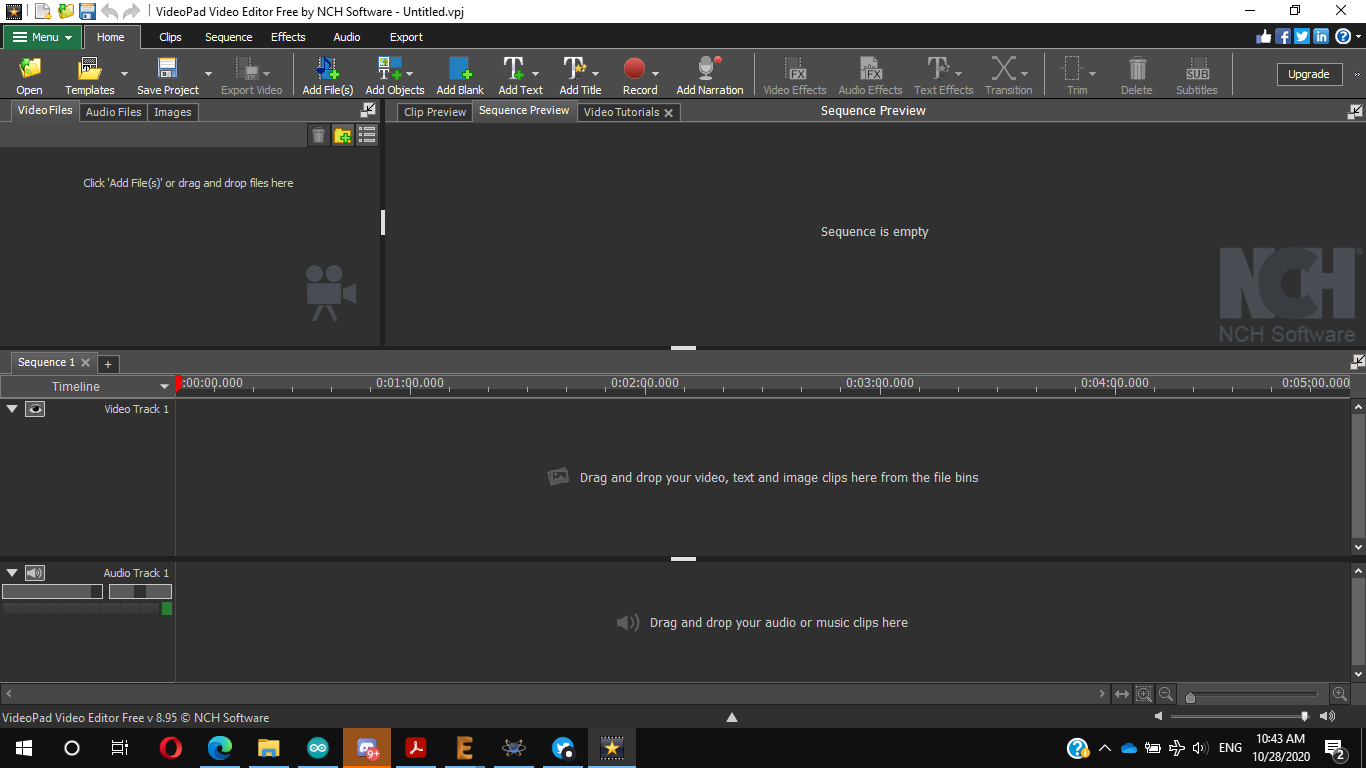 VideoPad Video Editor Free by NCH Software - Untitled.vpj
Menu Home Clips Sequence Effects Audio Export
Open Templates Save Project Export Video Add File(s) Add Objects Add Blank Add Text Add Title Record Add Narration Video Effects Audio Effects Text Effects Transition Trim Delete Subtitles Upgrade
FX FX SUB
Video Files Audio Files Images
Clip Preview Sequence Preview Video Tutorials Sequence Preview
Click 'Add File(s)' or drag and drop files here
Sequence is empty
NCH
NCH Software
Sequence 1
Timeline :00:00.000 0:01:00.000 0:02:00.000 0:03:00.000 0:04:00.000 0:05:00.000
Video Track 1
Drag and drop your video, text and image clips here from the file bins
Audio Track 1
Drag and drop your audio or music clips here
VideoPad Video Editor Free v 8.95 © NCH Software
9+
ENG
10:43 AM
10/28/2020
2